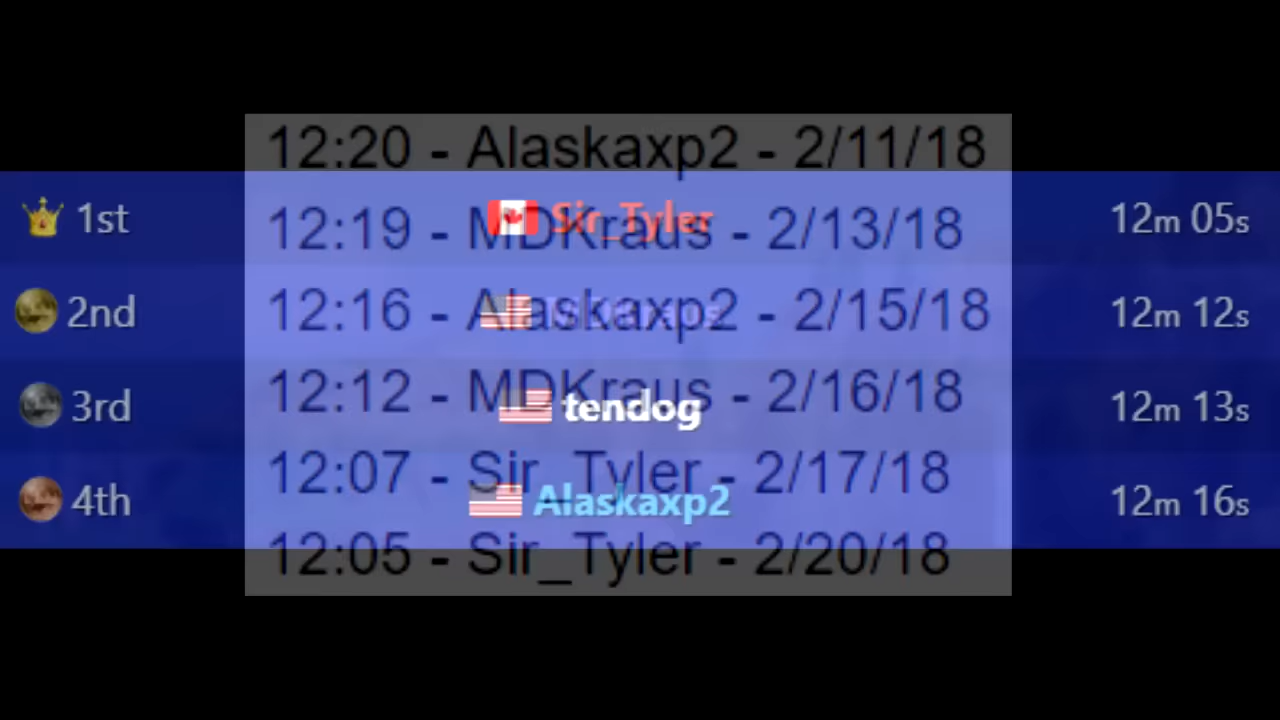 12:20 - Alaskaxp2 - 2/11/18
1st Sir_Tyler 12m 05s
12:19 - MDKraus - 2/13/18
2nd 12m 12s
12:16 - Alaskaxp2 - 2/15/18
12:12 - MDKraus - 2/16/18
3rd tendog 12m 13s
12:07 - Sir_Tyler - 2/17/18
4th Alaskaxp2 12m 16s
12:05 - Sir_Tyler - 2/20/18